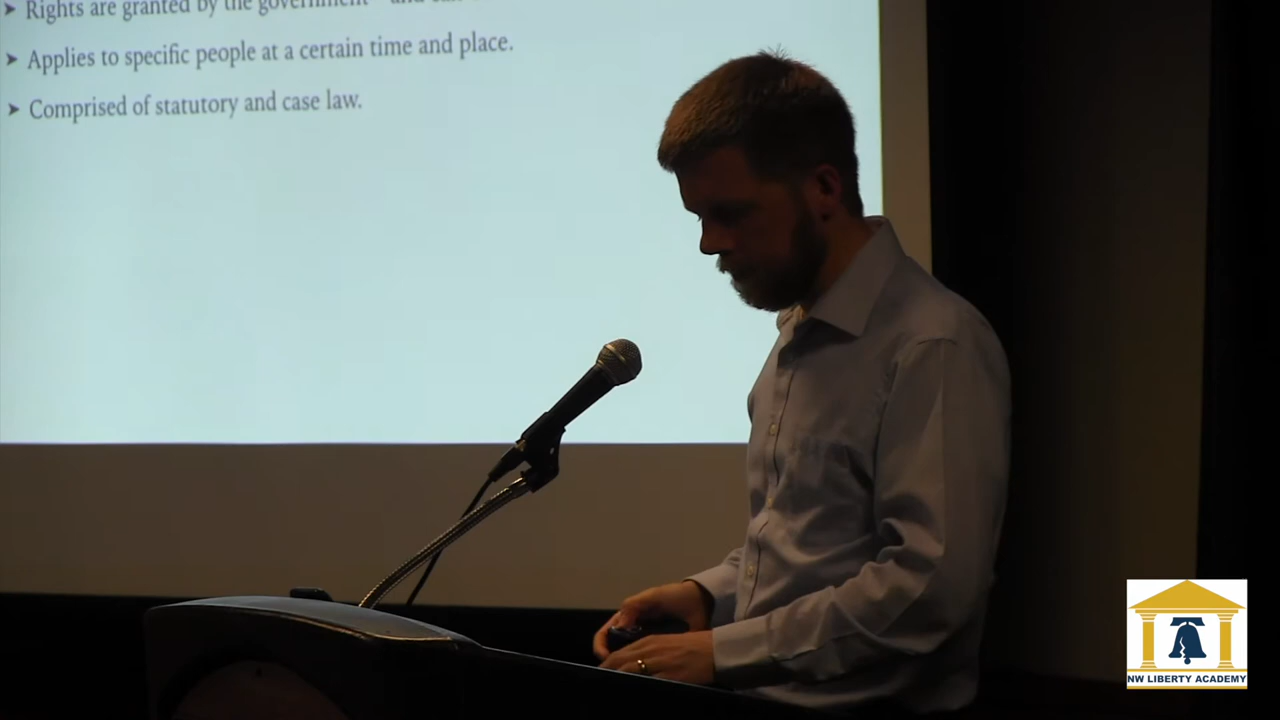 ➤ Rights are granted by the government
➤ Applies to specific people at a certain time and place.
➤ Comprised of statutory and case law.
NW LIBERTY ACADEMY